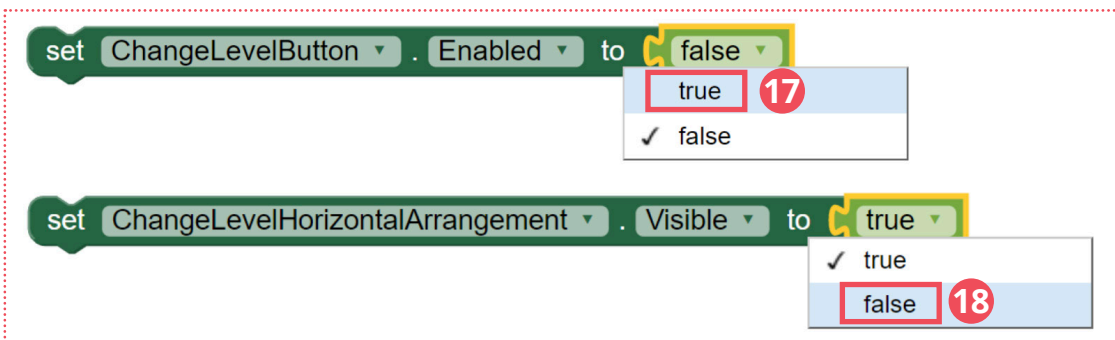 set ChangeLevelButton . Enabled to false
true 17
✓ false
set ChangeLevelHorizontalArrangement . Visible to true
✓ true
false 18